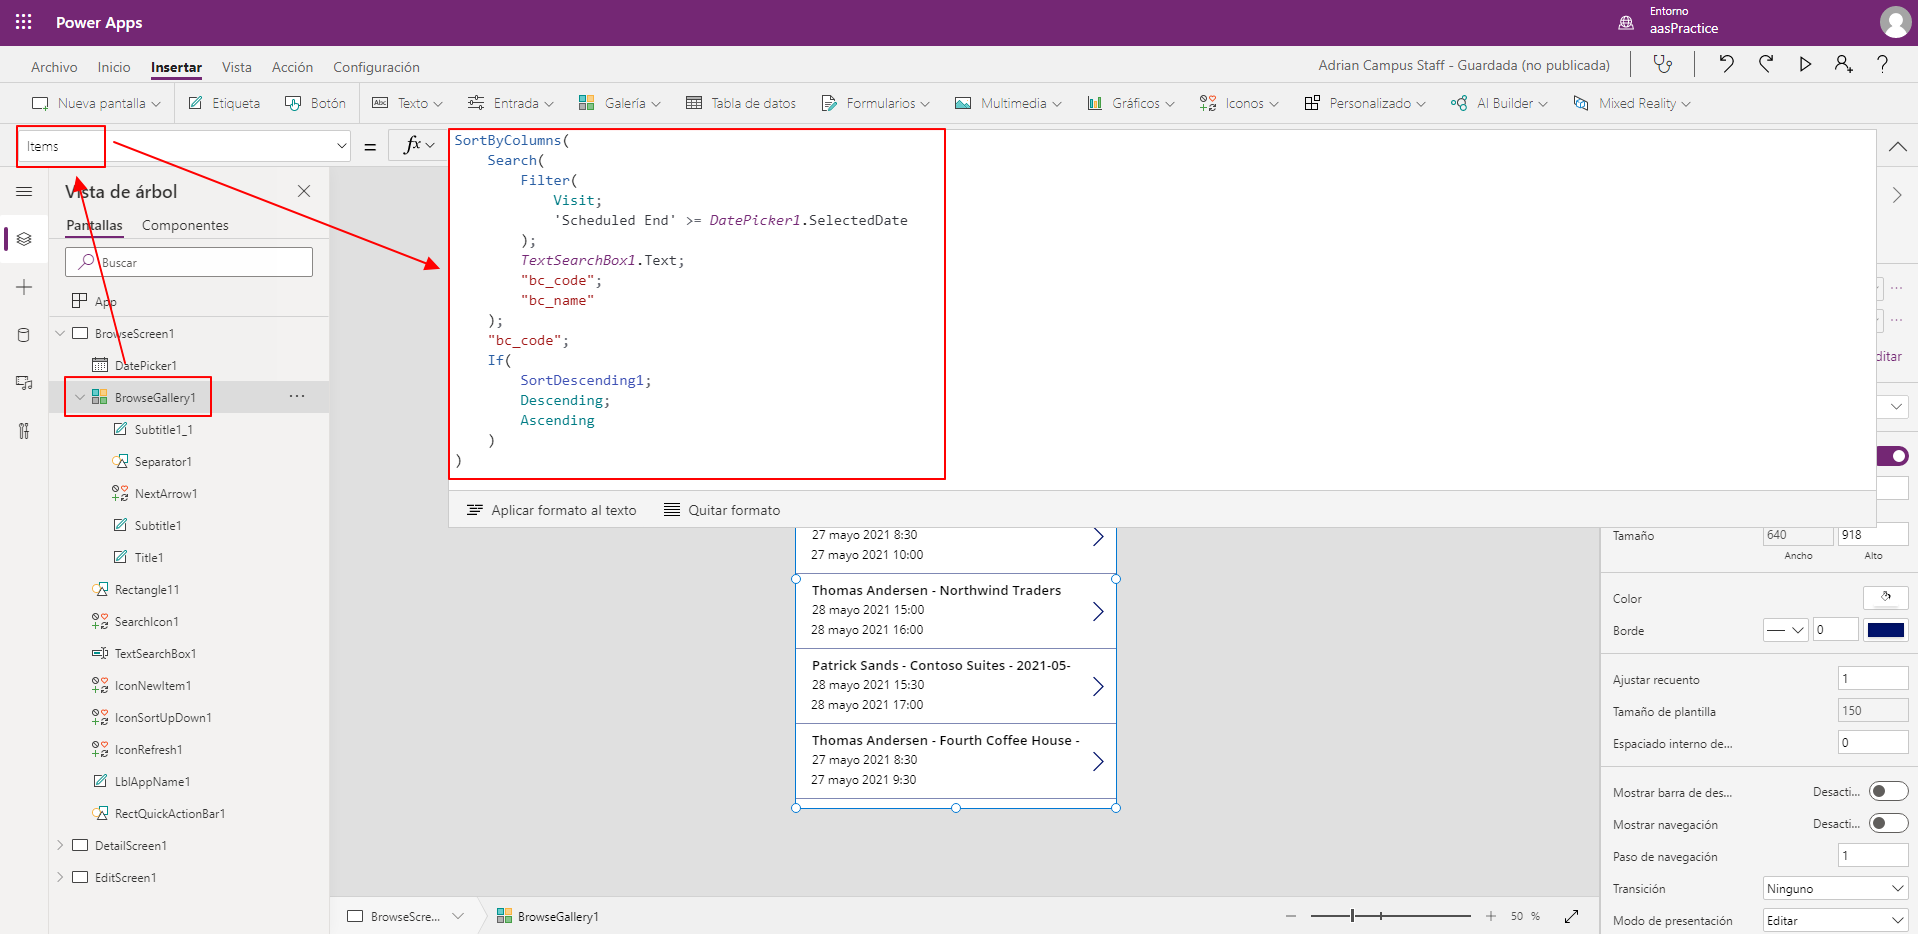 Power Apps
Entorno
aasPractice
Archivo Inicio Insertar Vista Acción Configuración
Adrian Campus Staff - Guardada (no publicada)
Nueva pantalla Etiqueta Botón Texto Entrada Galería Tabla de datos Formularios Multimedia Gráficos Iconos Personalizado AI Builder Mixed Reality
Items = fx
SortByColumns(
Search(
Filter(
Visit;
'Scheduled End' >= DatePicker1.SelectedDate
);
TextSearchBox1.Text;
"bc_code";
"bc_name"
);
"bc_code";
If(
SortDescending1;
Descending;
Ascending
)
)
Aplicar formato al texto Quitar formato
Vista de árbol
Pantallas Componentes
Buscar
App
BrowseScreen1
DatePicker1
BrowseGallery1
Subtitle1_1
Separator1
NextArrow1
Subtitle1
Title1
Rectangle11
SearchIcon1
TextSearchBox1
IconNewItem1
IconSortUpDown1
IconRefresh1
LblAppName1
RectQuickActionBar1
DetailScreen1
EditScreen1
27 mayo 2021 8:30
27 mayo 2021 10:00
Thomas Andersen - Northwind Traders
28 mayo 2021 15:00
28 mayo 2021 16:00
Patrick Sands - Contoso Suites - 2021-05-
28 mayo 2021 15:30
28 mayo 2021 17:00
Thomas Andersen - Fourth Coffee House -
27 mayo 2021 8:30
27 mayo 2021 9:30
BrowseScre... BrowseGallery1
50 %
ditar
Tamaño 640 918
Ancho Alto
Color
Borde 0
Ajustar recuento 1
Tamaño de plantilla 150
Espaciado interno de... 0
Mostrar barra de des... Desacti...
Mostrar navegación Desacti...
Paso de navegación 1
Transición Ninguno
Modo de presentación Editar